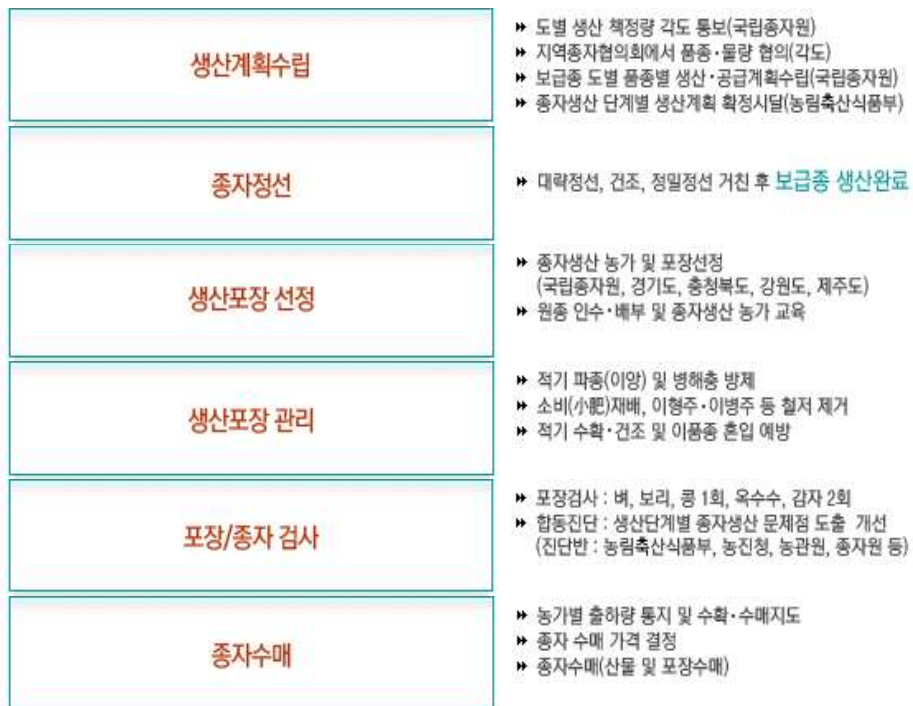 생산계획수립
▶▶ 도별 생산 책정량 각도 통보(국립종자원)
▶▶ 지역종자협의회에서 품종·물량 협의(각도)
▶▶ 보급종 도별 품종별 생산·공급계획수립(국립종자원)
▶▶ 종자생산 단계별 생산계획 확정시달(농림축산식품부)
종자정선
▶▶ 대략정선, 건조, 정밀정선 거친 후 보급종 생산완료
생산포장 선정
▶▶ 종자생산 농가 및 포장선정
(국립종자원, 경기도, 충청북도, 강원도, 제주도)
▶▶ 원종 인수·배부 및 종자생산 농가 교육
생산포장 관리
▶▶ 적기 파종(이앙) 및 병해충 방제
▶▶ 소비(小肥)재배, 이형주·이병주 등 철저 제거
▶▶ 적기 수확·건조 및 이품종 혼입 예방
포장/종자 검사
▶▶ 포장검사 : 벼, 보리, 콩 1회, 옥수수, 감자 2회
▶▶ 합동진단 : 생산단계별 종자생산 문제점 도출 개선
(진단반 : 농림축산식품부, 농진청, 농관원, 종자원 등)
종자수매
▶▶ 농가별 출하량 통지 및 수확·수매지도
▶▶ 종자 수매 가격 결정
▶▶ 종자수매(산물 및 포장수매)